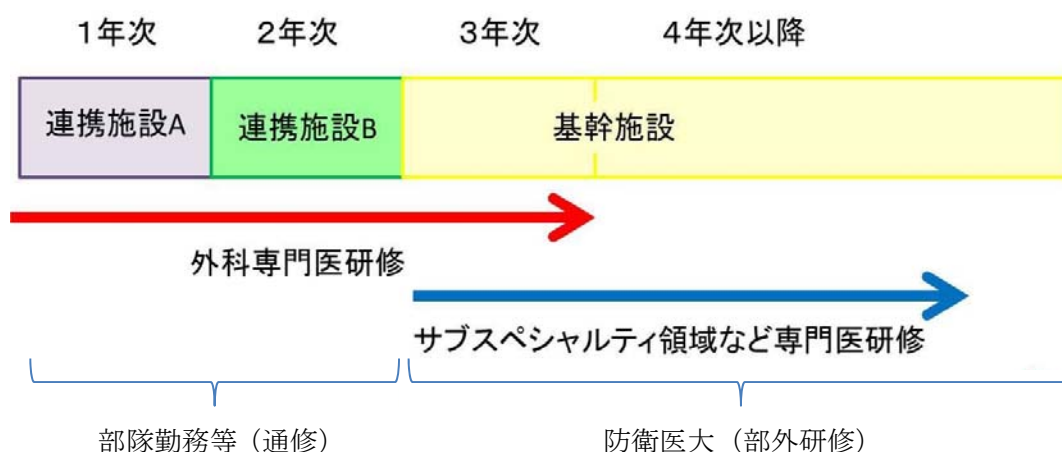 1年次 2年次 3年次 4年次以降
連携施設A 連携施設B 基幹施設
外科専門医研修
サブスペシャルティ領域など専門医研修
部隊勤務等（通修） 防衛医大（部外研修）